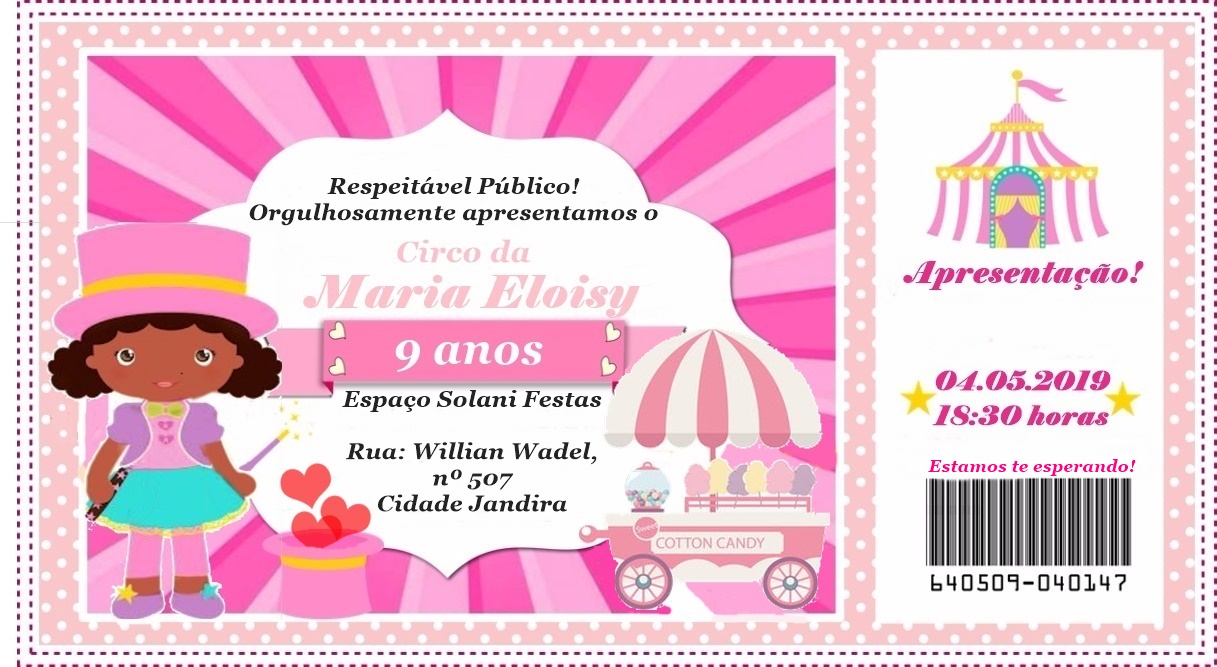 Respeitável Público!
Orgulhosamente apresentamos o
Circo da
Maria Eloisy
9 anos
Espaço Solani Festas
Rua: Willian Wadel,
nº 507
Cidade Jandira
Sweet
COTTON CANDY
Apresentação!
04.05.2019
18:30 horas
Estamos te esperando!
640509-040147